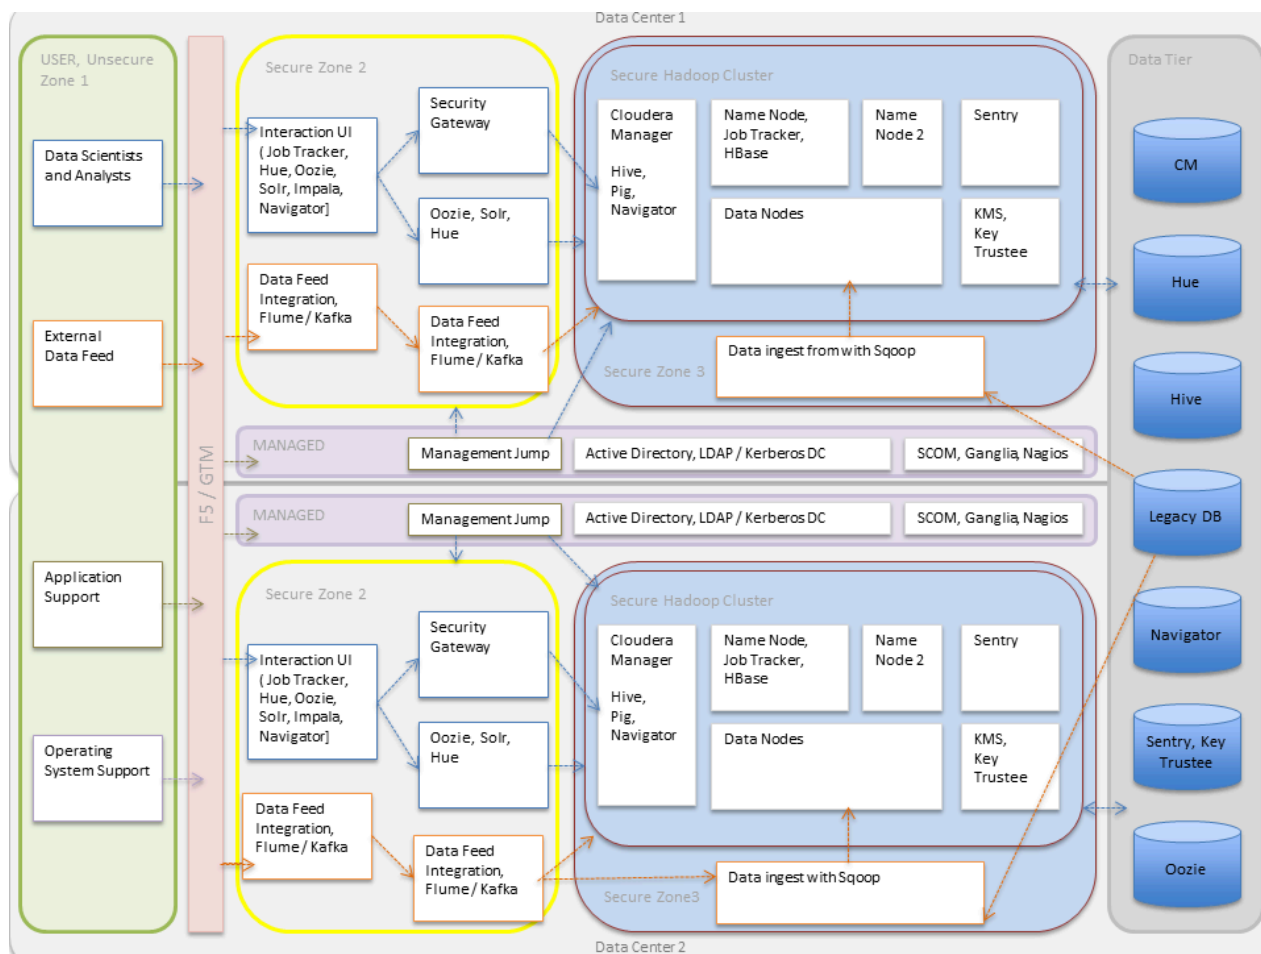 Data Center 1
USER, Unsecure
Zone 1
Data Scientists
and Analysts
External
Data Feed
Application
Support
Operating
System Support
F5 / GTM
Secure Zone 2
Interaction UI
( Job Tracker,
Hue, Oozie,
Solr, Impala,
Navigator]
Security
Gateway
Oozie, Solr,
Hue
Data Feed
Integration,
Flume / Kafka
Data Feed
Integration,
Flume / Kafka
Secure Hadoop Cluster
Cloudera
Manager
Hive,
Pig,
Navigator
Name Node,
Job Tracker,
HBase
Name
Node 2
Sentry
Data Nodes
KMS,
Key
Trustee
Data ingest from with Sqoop
Secure Zone 3
MANAGED
Management Jump
Active Directory, LDAP / Kerberos DC
SCOM, Ganglia, Nagios
MANAGED
Management Jump
Active Directory, LDAP / Kerberos DC
SCOM, Ganglia, Nagios
Secure Zone 2
Interaction UI
( Job Tracker,
Hue, Oozie,
Solr, Impala,
Navigator]
Security
Gateway
Oozie, Solr,
Hue
Data Feed
Integration,
Flume / Kafka
Data Feed
Integration,
Flume / Kafka
Secure Hadoop Cluster
Cloudera
Manager
Hive,
Pig,
Navigator
Name Node,
Job Tracker,
HBase
Name
Node 2
Sentry
Data Nodes
KMS,
Key
Trustee
Data ingest with Sqoop
Secure Zone3
Data Center 2
Data Tier
CM
Hue
Hive
Legacy DB
Navigator
Sentry, Key
Trustee
Oozie